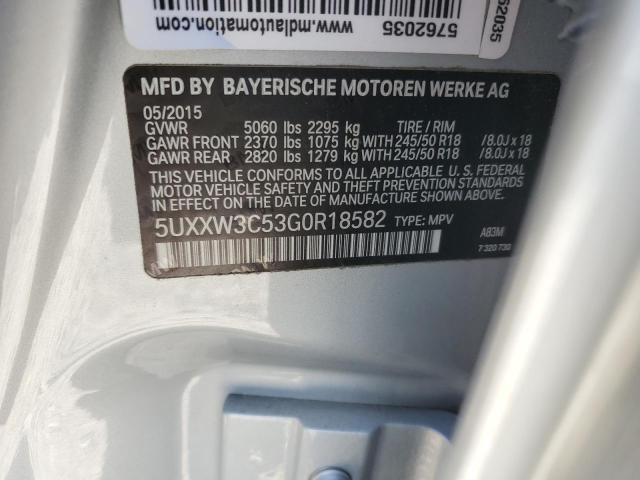 www.mdlautomation.com
5762035
62035
MFD BY BAYERISCHE MOTOREN WERKE AG
05/2015
GVWR 5060 lbs 2295 kg TIRE / RIM
GAWR FRONT 2370 lbs 1075 kg WITH 245/50 R18 /8.0J x 18
GAWR REAR 2820 lbs 1279 kg WITH 245/50 R18 /8.0J x 18
THIS VEHICLE CONFORMS TO ALL APPLICABLE U. S. FEDERAL
MOTOR VEHICLE SAFETY AND THEFT PREVENTION STANDARDS
IN EFFECT ON THE DATE OF MANUFACTURE SHOWN ABOVE.
5UXXW3C53G0R18582 TYPE: MPV
A83M
7 320 730